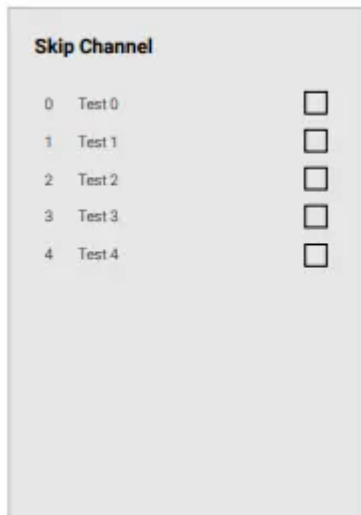 Skip Channel
0 Test 0
1 Test 1
2 Test 2
3 Test 3
4 Test 4